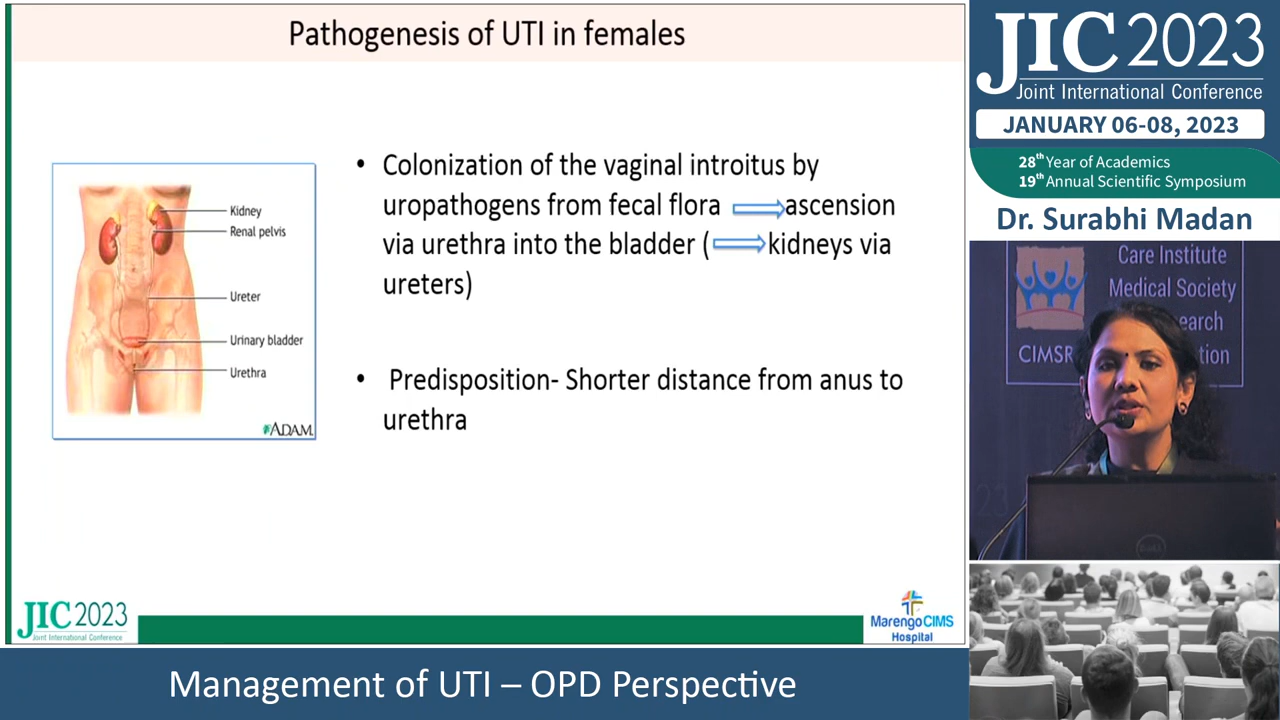 Pathogenesis of UTI in females
• Colonization of the vaginal introitus by
uropathogens from fecal flora ascension
via urethra into the bladder ( kidneys via
ureters)
• Predisposition- Shorter distance from anus to
urethra
Kidney
Renal pelvis
Ureter
Urinary bladder
Urethra
ADAM.
JIC 2023
Joint International Conference
MarengoCIMS
Hospital
Management of UTI – OPD Perspective
JIC 2023
Joint International Conference
JANUARY 06-08, 2023
28th Year of Academics
19th Annual Scientific Symposium
Dr. Surabhi Madan
Care Institute
Medical Society
earch
CIMSR tion
23